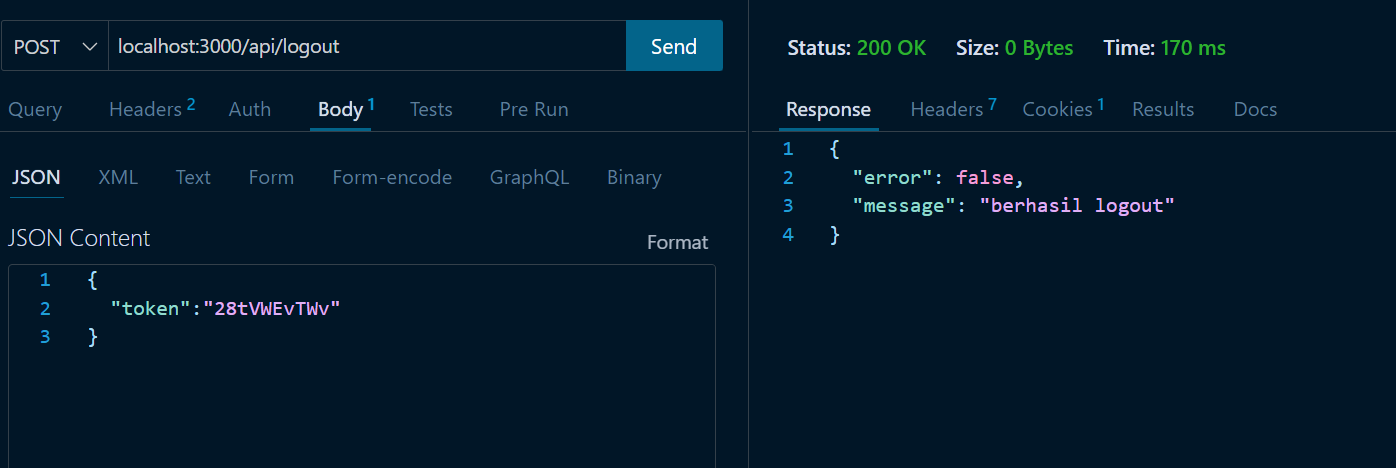 POST localhost:3000/api/logout Send
Query Headers 2 Auth Body 1 Tests Pre Run
JSON XML Text Form Form-encode GraphQL Binary
JSON Content Format
1 {
2 "token":"28tVWEvTWv"
3 }
Status: 200 OK Size: 0 Bytes Time: 170 ms
Response Headers 7 Cookies 1 Results Docs
1 {
2 "error": false,
3 "message": "berhasil logout"
4 }